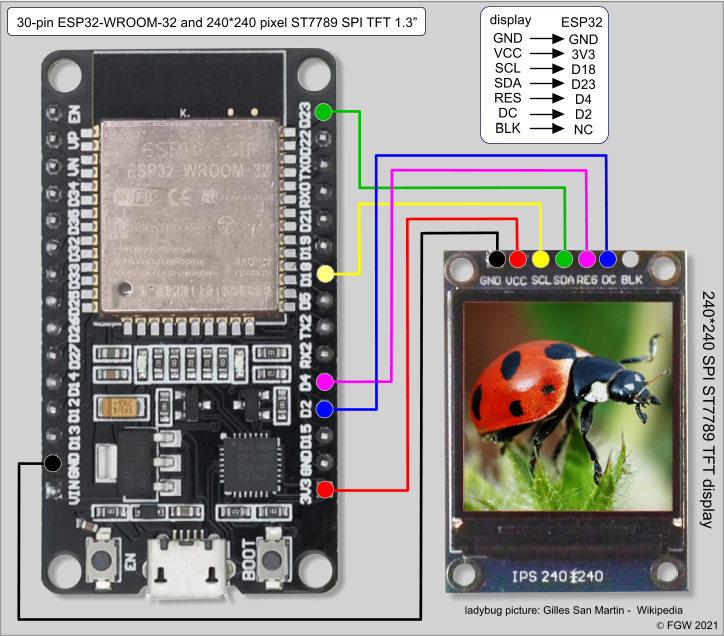 30-pin ESP32-WROOM-32 and 240*240 pixel ST7789 SPI TFT 1.3”
display ESP32
GND GND
VCC 3V3
SCL D18
SDA D23
RES D4
DC D2
BLK NC
EN
VP
VN
D34
D35
D32
D33
D25
D26
D27
D14
D12
D13
GND
VIN
ESP32-WROOM-32
WiFi
CE
D23
D22
TX0
RX0
D21
D19
D18
D5
TX2
RX2
D4
D2
D15
GND
3V3
EN
BOOT
GND VCC SCL SDA RES DC BLK
IPS 240*240
240*240 SPI ST7789 TFT display
ladybug picture: Gilles San Martin - Wikipedia
© FGW 2021